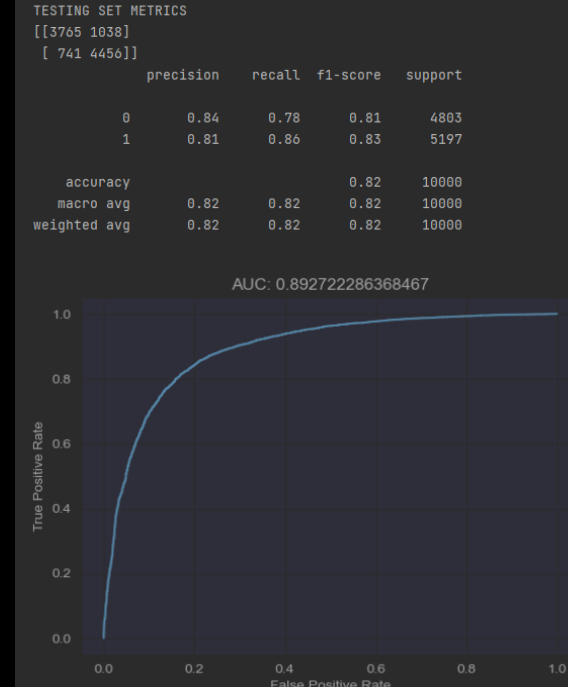 TESTING SET METRICS
[[3765 1038]
[ 741 4456]]
precision recall f1-score support
0 0.84 0.78 0.81 4803
1 0.81 0.86 0.83 5197
accuracy 0.82 10000
macro avg 0.82 0.82 0.82 10000
weighted avg 0.82 0.82 0.82 10000
AUC: 0.892722286368467
1.0
0.8
0.6
0.4
0.2
0.0
True Positive Rate
0.0 0.2 0.4 0.6 0.8 1.0
False Positive Rate